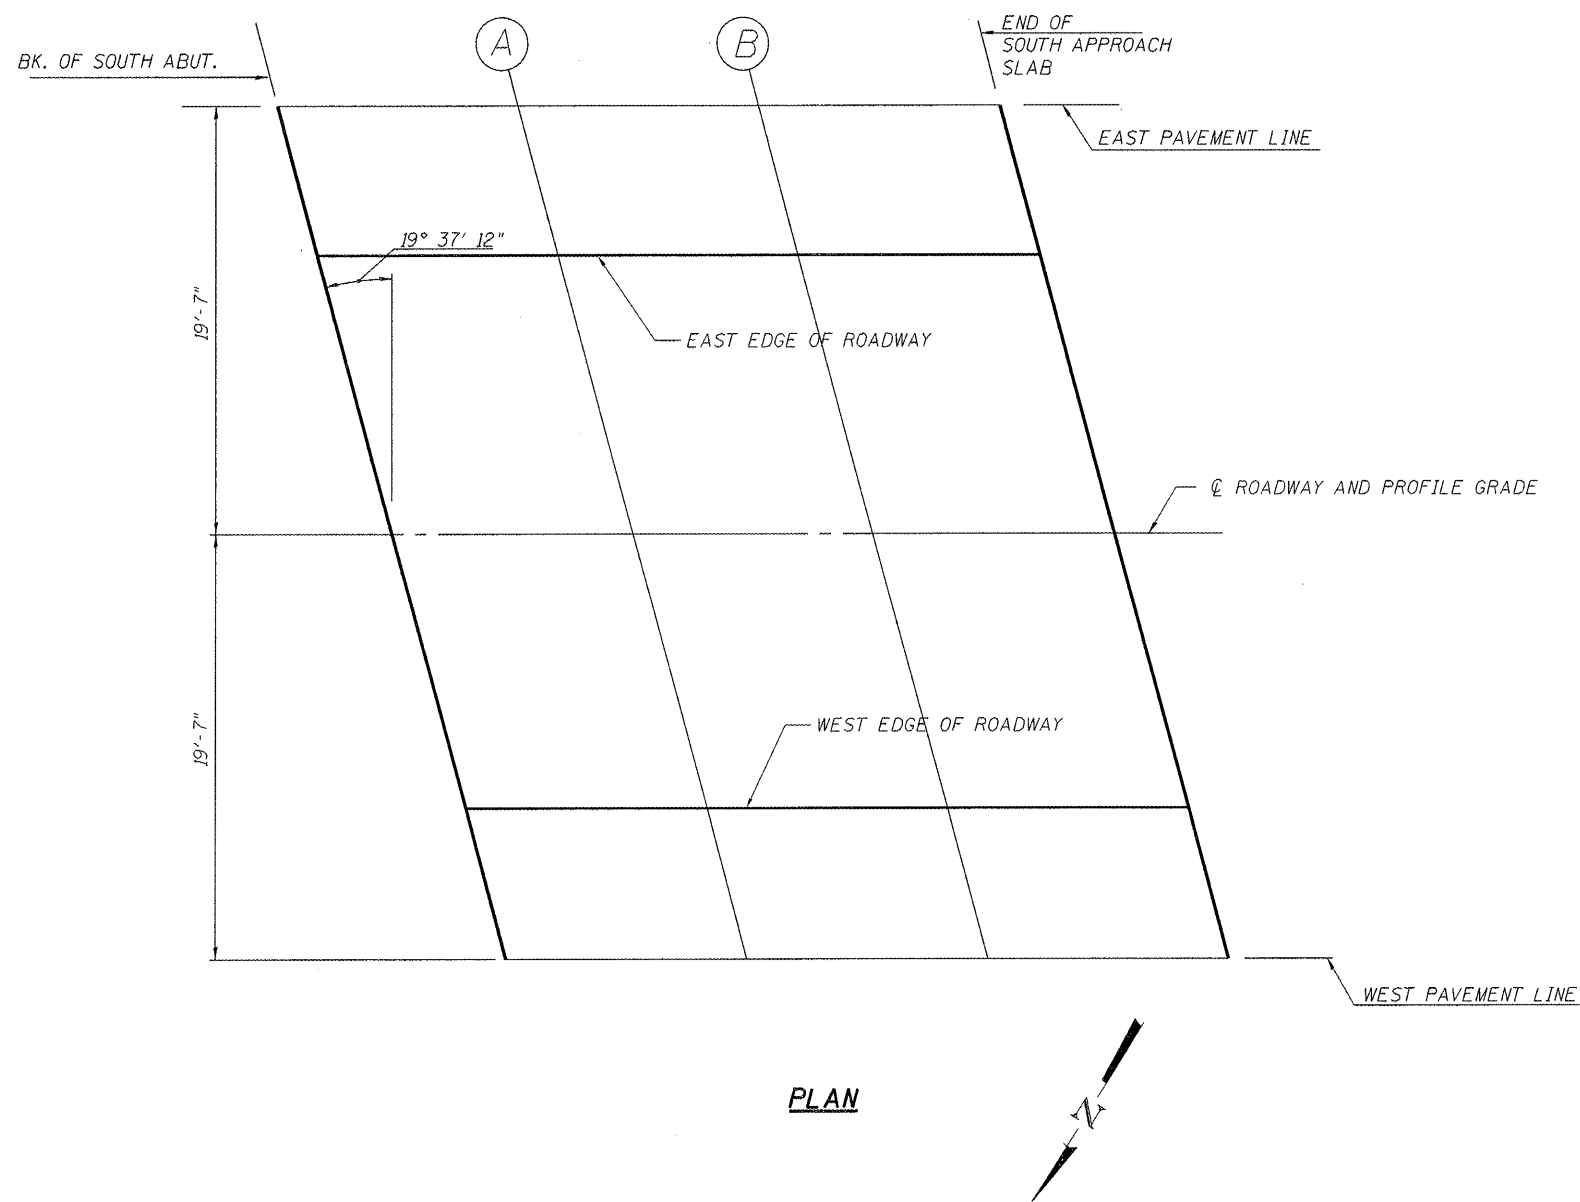 BK. OF SOUTH ABUT.
A
B
END OF
SOUTH APPROACH
SLAB
EAST PAVEMENT LINE
19° 37' 12"
19'-7"
EAST EDGE OF ROADWAY
℄ ROADWAY AND PROFILE GRADE
19'-7"
WEST EDGE OF ROADWAY
WEST PAVEMENT LINE
PLAN
N